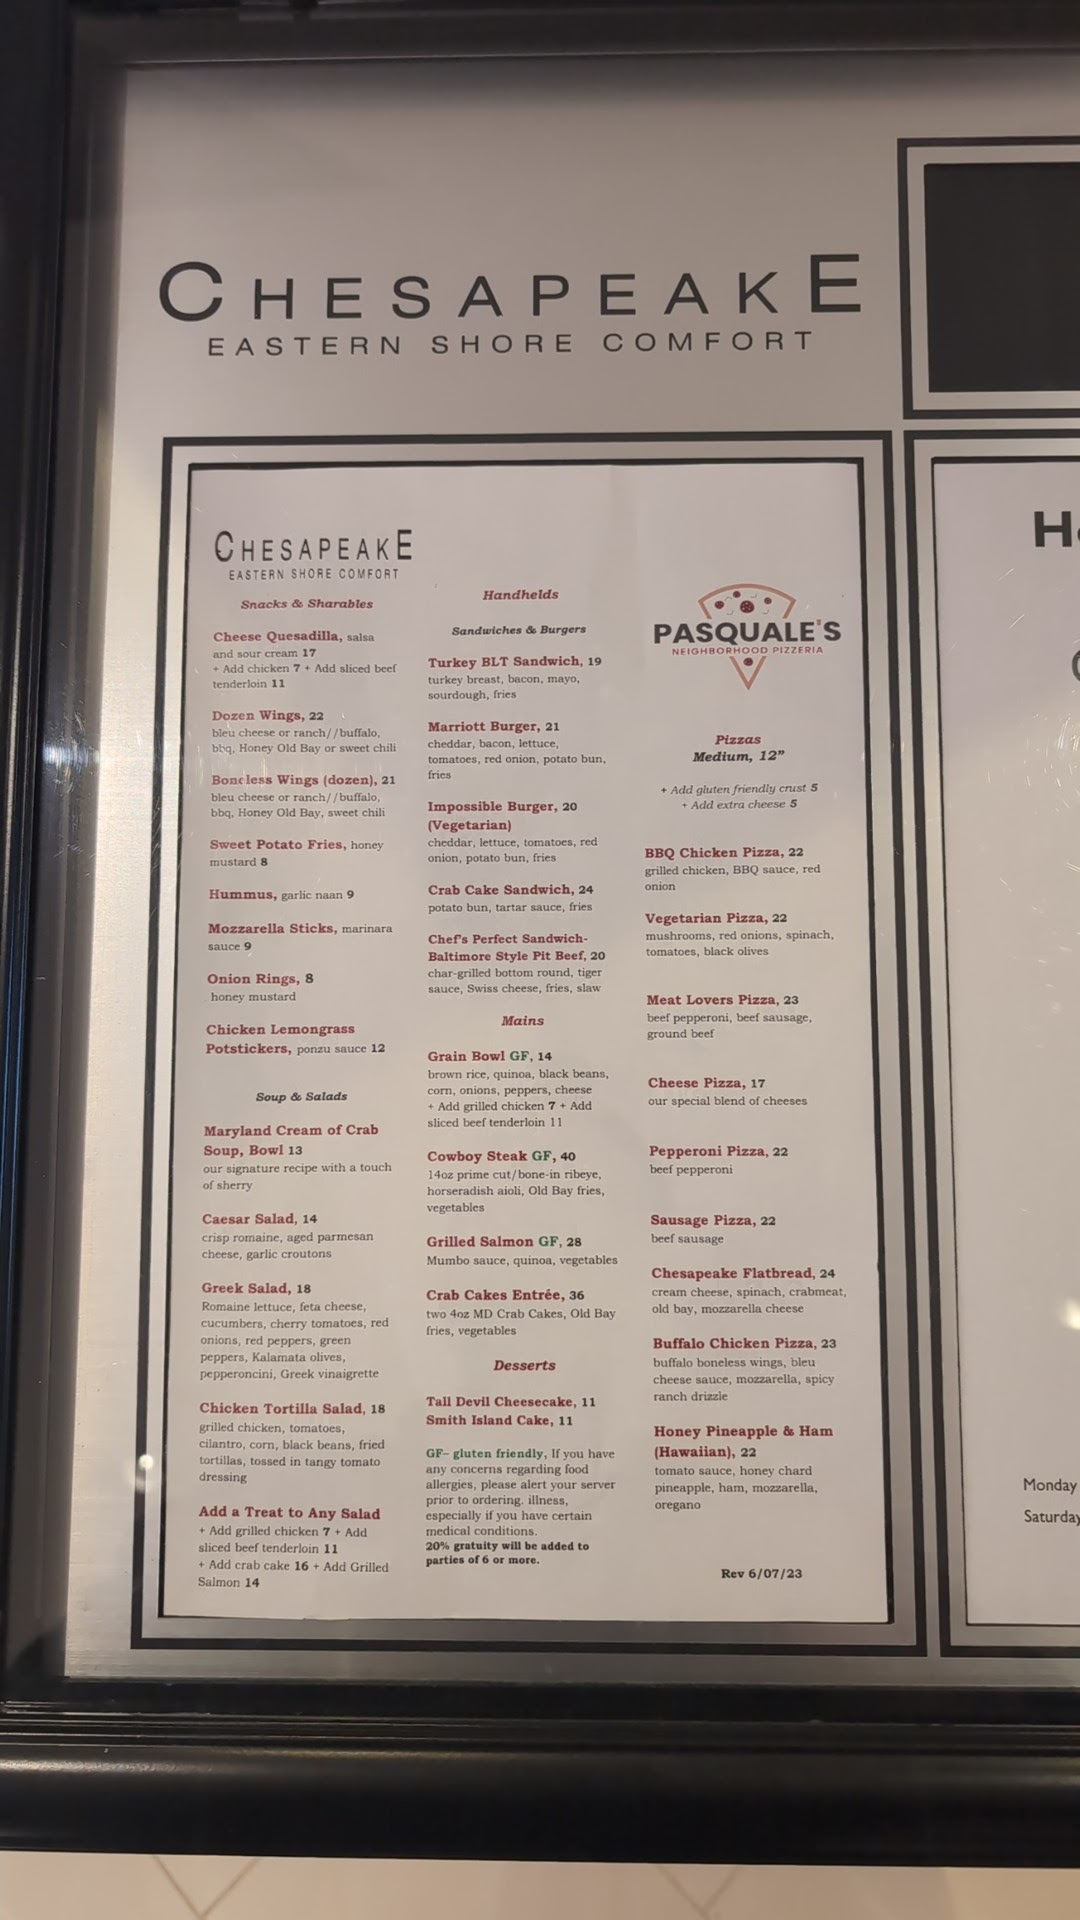 CHESAPEAKE
EASTERN SHORE COMFORT
CHESAPEAKE
EASTERN SHORE COMFORT
Snacks & Sharables
Cheese Quesadilla, salsa
and sour cream 17
+ Add chicken 7 + Add sliced beef
tenderloin 11
Dozen Wings, 22
bleu cheese or ranch//buffalo,
bbq, Honey Old Bay or sweet chili
Boneless Wings (dozen), 21
bleu cheese or ranch//buffalo,
bbq, Honey Old Bay, sweet chili
Sweet Potato Fries, honey
mustard 8
Hummus, garlic naan 9
Mozzarella Sticks, marinara
sauce 9
Onion Rings, 8
honey mustard
Chicken Lemongrass
Potstickers, ponzu sauce 12
Soup & Salads
Maryland Cream of Crab
Soup, Bowl 13
our signature recipe with a touch
of sherry
Caesar Salad, 14
crisp romaine, aged parmesan
cheese, garlic croutons
Greek Salad, 18
Romaine lettuce, feta cheese,
cucumbers, cherry tomatoes, red
onions, red peppers, green
peppers, Kalamata olives,
pepperoncini, Greek vinaigrette
Chicken Tortilla Salad, 18
grilled chicken, tomatoes,
cilantro, corn, black beans, fried
tortillas, tossed in tangy tomato
dressing
Add a Treat to Any Salad
+ Add grilled chicken 7 + Add
sliced beef tenderloin 11
+ Add crab cake 16 + Add Grilled
Salmon 14
Handhelds
Sandwiches & Burgers
Turkey BLT Sandwich, 19
turkey breast, bacon, mayo,
sourdough, fries
Marriott Burger, 21
cheddar, bacon, lettuce,
tomatoes, red onion, potato bun,
fries
Impossible Burger, 20
(Vegetarian)
cheddar, lettuce, tomatoes, red
onion, potato bun, fries
Crab Cake Sandwich, 24
potato bun, tartar sauce, fries
Chef's Perfect Sandwich-
Baltimore Style Pit Beef, 20
char-grilled bottom round, tiger
sauce, Swiss cheese, fries, slaw
Mains
Grain Bowl GF, 14
brown rice, quinoa, black beans,
corn, onions, peppers, cheese
+ Add grilled chicken 7 + Add
sliced beef tenderloin 11
Cowboy Steak GF, 40
14oz prime cut/bone-in ribeye,
horseradish aioli, Old Bay fries,
vegetables
Grilled Salmon GF, 28
Mumbo sauce, quinoa, vegetables
Crab Cakes Entrée, 36
two 4oz MD Crab Cakes, Old Bay
fries, vegetables
Desserts
Tall Devil Cheesecake, 11
Smith Island Cake, 11
GF- gluten friendly, If you have
any concerns regarding food
allergies, please alert your server
prior to ordering. illness,
especially if you have certain
medical conditions.
20% gratuity will be added to
parties of 6 or more.
PASQUALE'S
NEIGHBORHOOD PIZZERIA
Pizzas
Medium, 12”
+ Add gluten friendly crust 5
+ Add extra cheese 5
BBQ Chicken Pizza, 22
grilled chicken, BBQ sauce, red
onion
Vegetarian Pizza, 22
mushrooms, red onions, spinach,
tomatoes, black olives
Meat Lovers Pizza, 23
beef pepperoni, beef sausage,
ground beef
Cheese Pizza, 17
our special blend of cheeses
Pepperoni Pizza, 22
beef pepperoni
Sausage Pizza, 22
beef sausage
Chesapeake Flatbread, 24
cream cheese, spinach, crabmeat,
old bay, mozzarella cheese
Buffalo Chicken Pizza, 23
buffalo boneless wings, bleu
cheese sauce, mozzarella, spicy
ranch drizzle
Honey Pineapple & Ham
(Hawaiian), 22
tomato sauce, honey chard
pineapple, ham, mozzarella,
oregano
Rev 6/07/23
Monday
Saturday